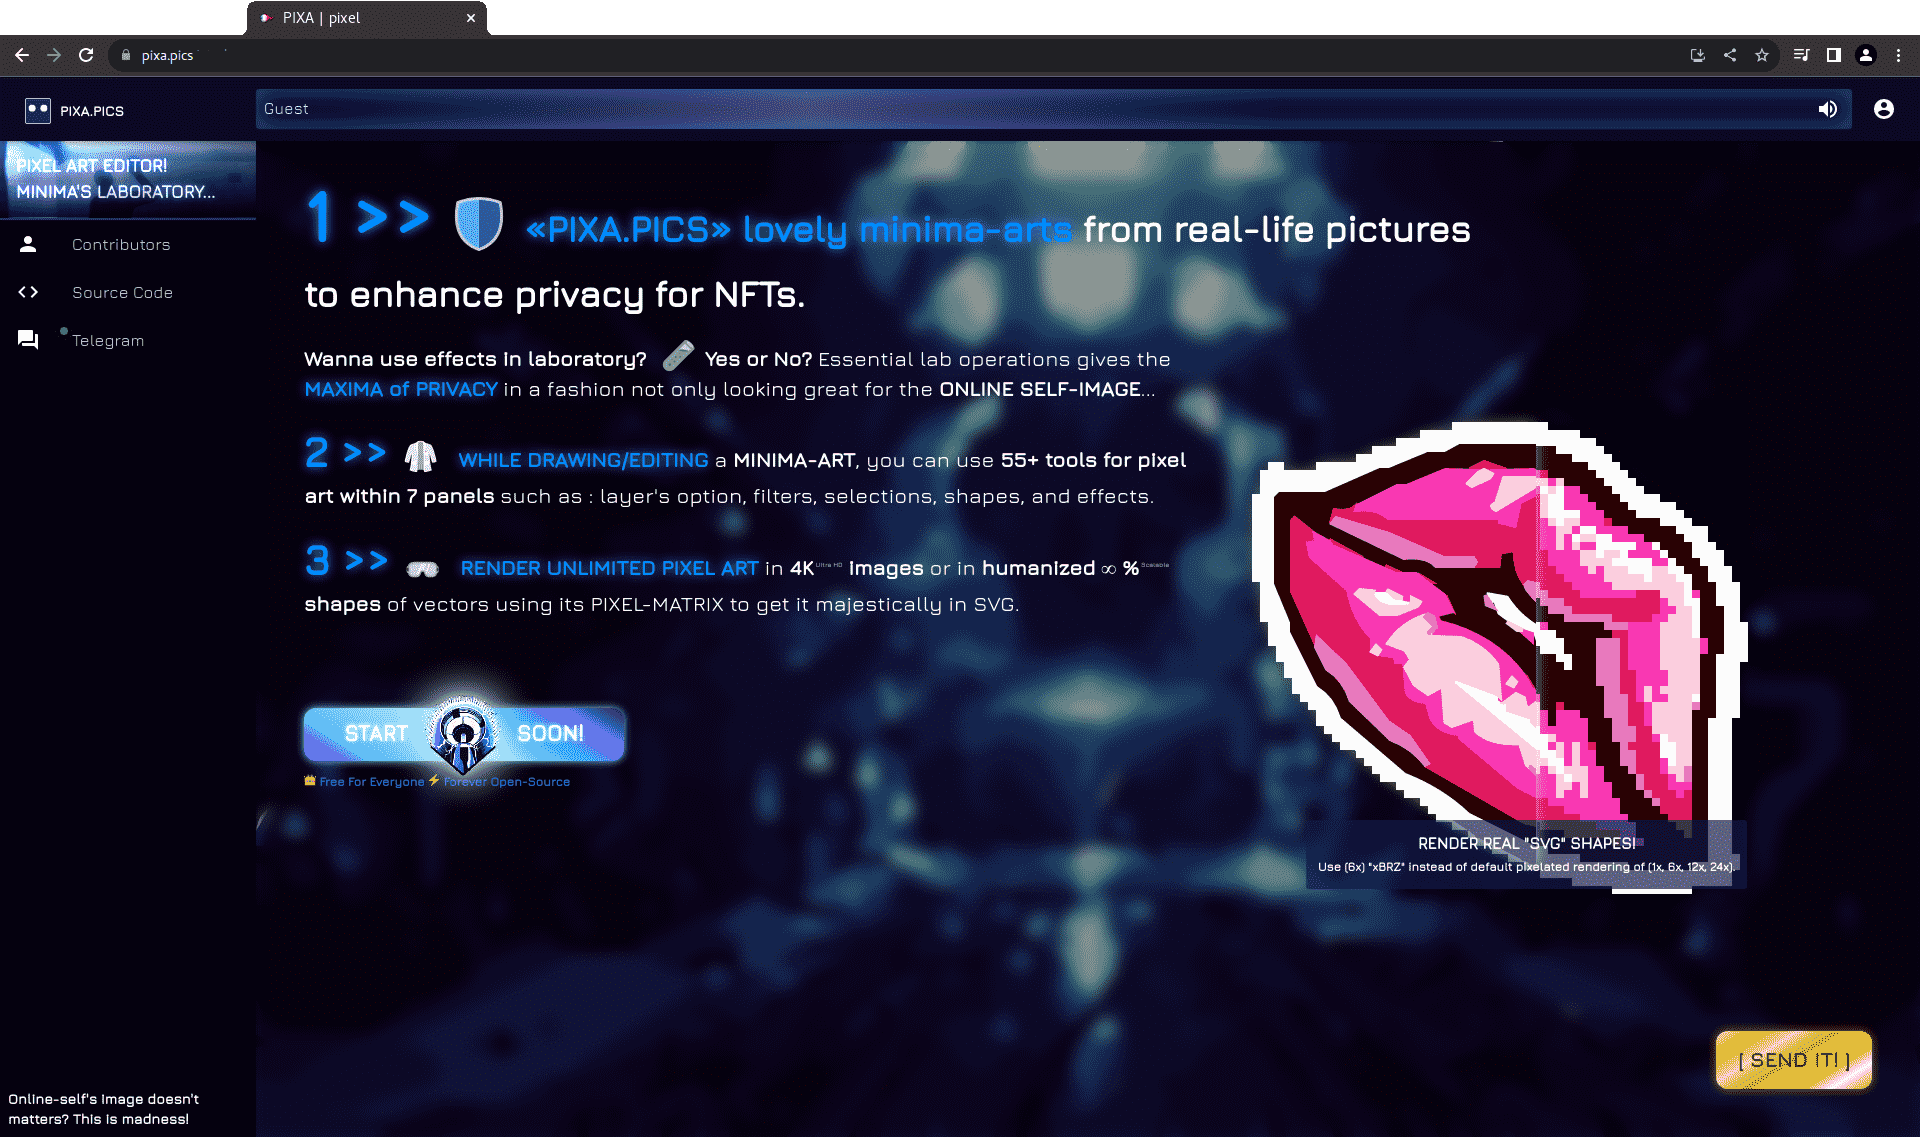 PIXA | pixel
pixa.pics
PIXA.PICS
Guest
PIXEL ART EDITOR!
MINIMA'S LABORATORY...
Contributors
Source Code
Telegram
1 >> «PIXA.PICS» lovely minima-arts from real-life pictures
to enhance privacy for NFTs.
Wanna use effects in laboratory? Yes or No? Essential lab operations gives the
MAXIMA of PRIVACY in a fashion not only looking great for the ONLINE SELF-IMAGE...
2 >> WHILE DRAWING/EDITING a MINIMA-ART, you can use 55+ tools for pixel
art within 7 panels such as : layer's option, filters, selections, shapes, and effects.
3 >> RENDER UNLIMITED PIXEL ART in 4K Ultra HD images or in humanized ∞ % Scalable
shapes of vectors using its PIXEL-MATRIX to get it majestically in SVG.
START SOON!
Free For Everyone ⚡ Forever Open-Source
RENDER REAL "SVG" SHAPES!
Use (6x) "xBRZ" instead of default pixelated rendering of (1x, 6x, 12x, 24x).
[ SEND IT! ]
Online-self's image doesn't
matters? This is madness!